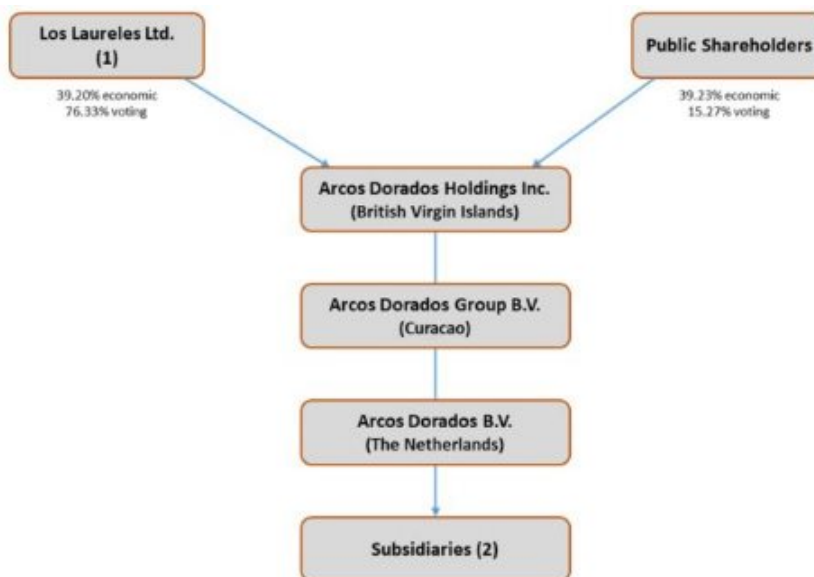 Los Laureles Ltd.
(1)
39.20% economic
76.33% voting
Public Shareholders
39.23% economic
15.27% voting
Arcos Dorados Holdings Inc.
(British Virgin Islands)
Arcos Dorados Group B.V.
(Curacao)
Arcos Dorados B.V.
(The Netherlands)
Subsidiaries (2)